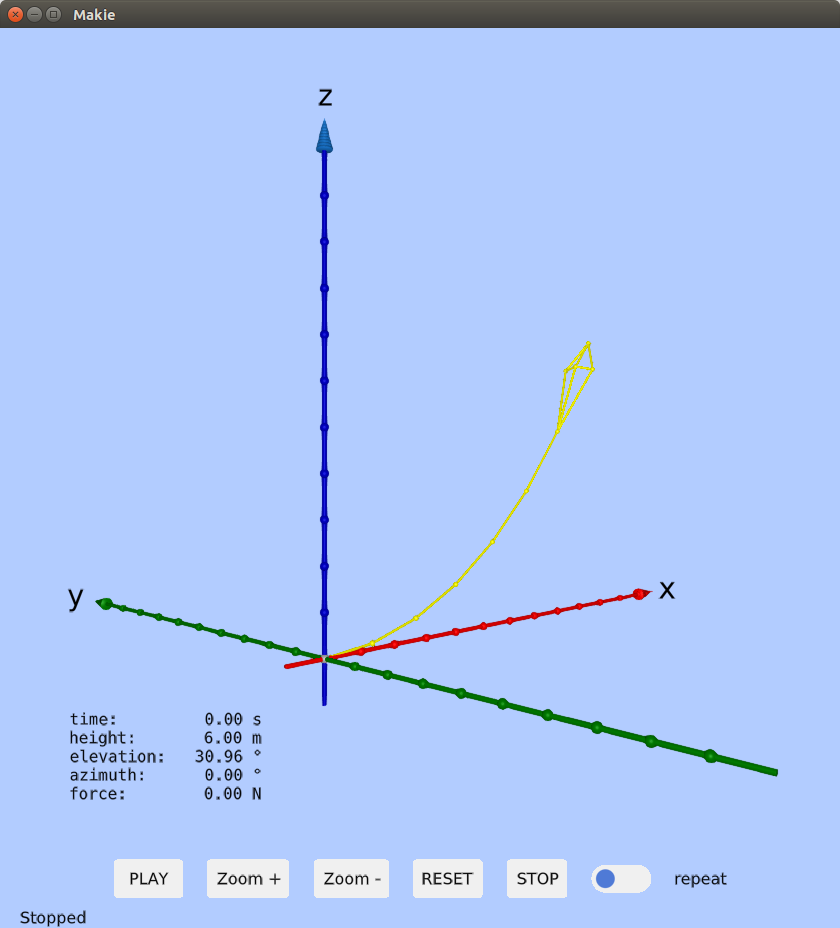 Makie
z
y
x
time: 0.00 s
height: 6.00 m
elevation: 30.96 °
azimuth: 0.00 °
force: 0.00 N
PLAY Zoom + Zoom - RESET STOP repeat
Stopped